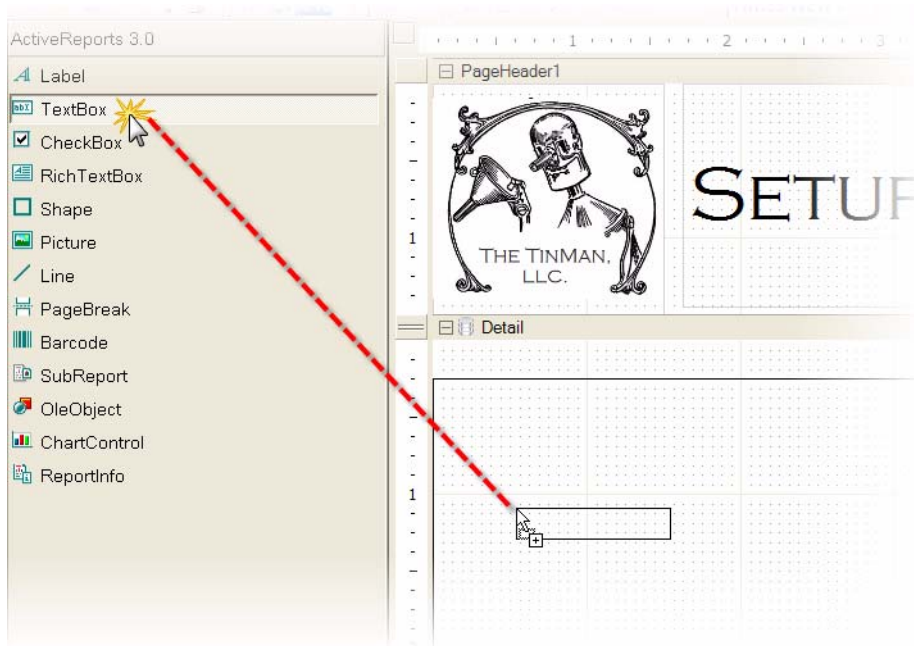 ActiveReports 3.0
Label
TextBox
CheckBox
RichTextBox
Shape
Picture
Line
PageBreak
Barcode
SubReport
OleObject
ChartControl
ReportInfo
1 2 3
PageHeader1
1
THE TINMAN,
LLC.
SETUP
Detail
1